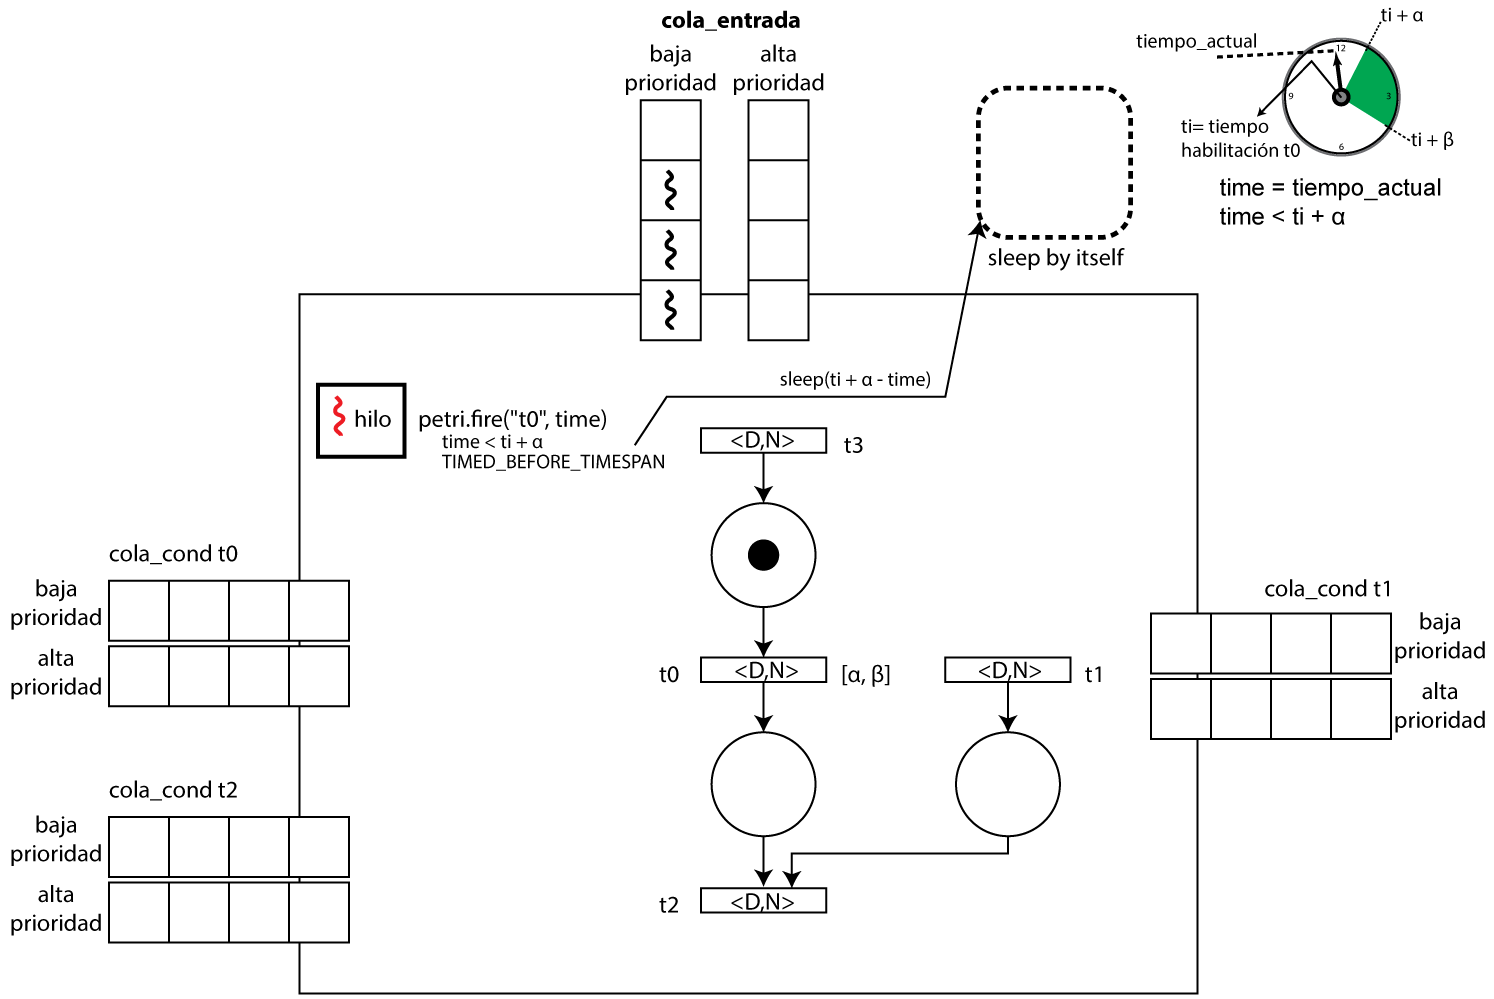 cola_entrada
baja
prioridad
alta
prioridad
tiempo_actual
ti + α
12
9
3
6
ti= tiempo
habilitación t0
ti + β
time = tiempo_actual
time < ti + α
sleep by itself
sleep(ti + α - time)
hilo
petri.fire("t0", time)
time < ti + α
TIMED_BEFORE_TIMESPAN
<D,N>
t3
cola_cond t0
baja
prioridad
alta
prioridad
cola_cond t1
baja
prioridad
alta
prioridad
t0
<D,N>
[α, β]
<D,N>
t1
cola_cond t2
baja
prioridad
alta
prioridad
t2
<D,N>